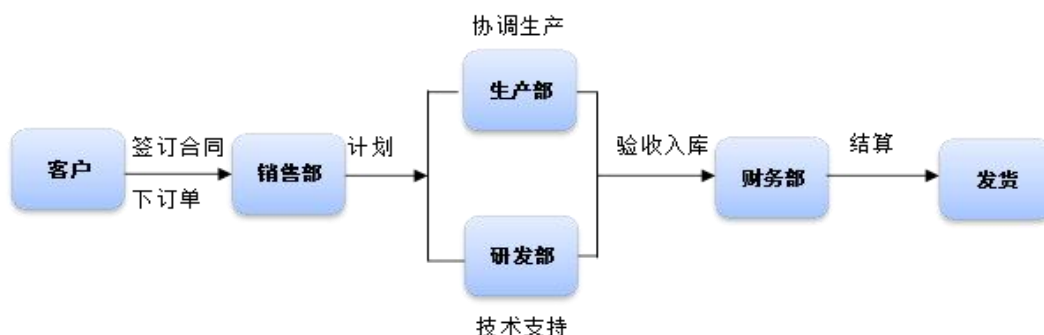 协调生产
生产部
客户
签订合同
下订单
销售部
计划
验收入库
财务部
结算
发货
研发部
技术支持